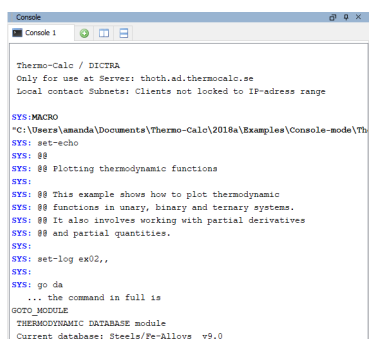 Console
Console 1
Thermo-Calc / DICTRA
Only for use at Server: thoth.ad.thermocalc.se
Local contact Subnets: Clients not locked to IP-adress range
SYS:MACRO
"C:\Users\amanda\Documents\Thermo-Calc\2018a\Examples\Console-mode\Th
SYS: set-echo
SYS: @@
SYS: @@ Plotting thermodynamic functions
SYS:
SYS: @@ This example shows how to plot thermodynamic
SYS: @@ functions in unary, binary and ternary systems.
SYS: @@ It also involves working with partial derivatives
SYS: @@ and partial quantities.
SYS:
SYS: set-log ex02,,
SYS:
SYS: go da
... the command in full is
GOTO_MODULE
THERMODYNAMIC DATABASE module
Current database: Steels/Fe-Alloys v9.0